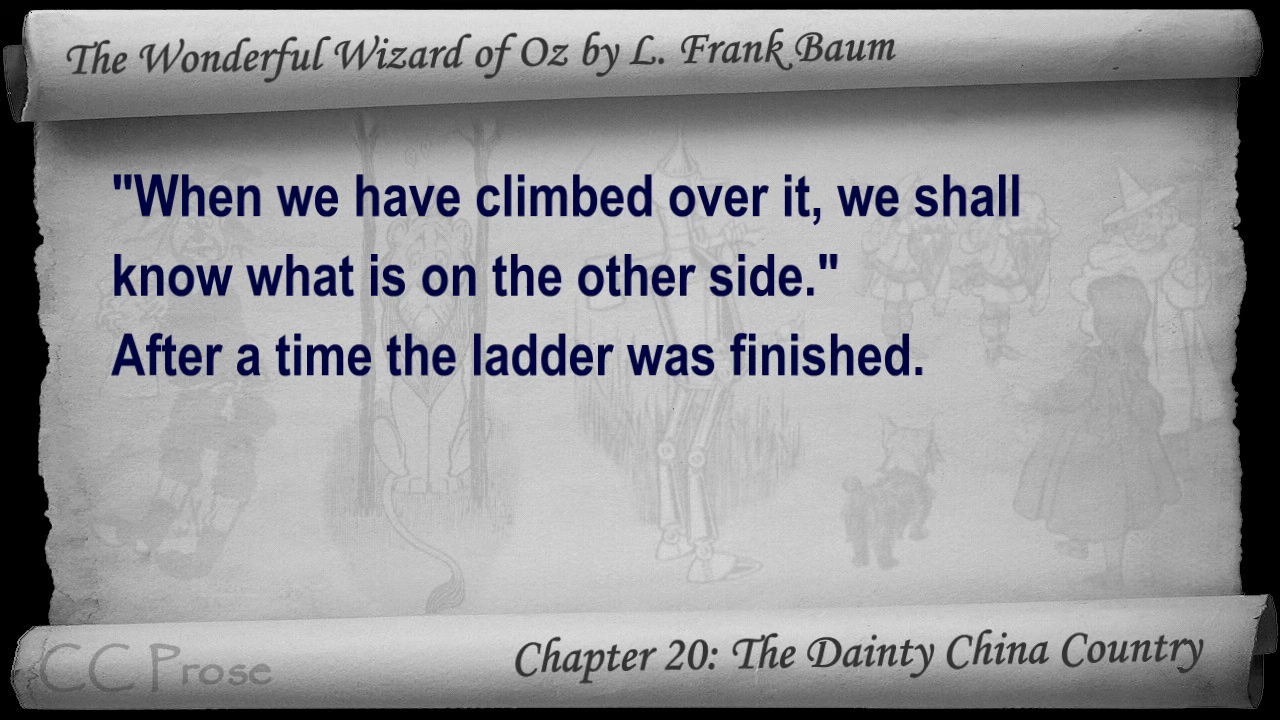 The Wonderful Wizard of Oz by L. Frank Baum
"When we have climbed over it, we shall
know what is on the other side."
After a time the ladder was finished.
CC Prose
Chapter 20: The Dainty China Country